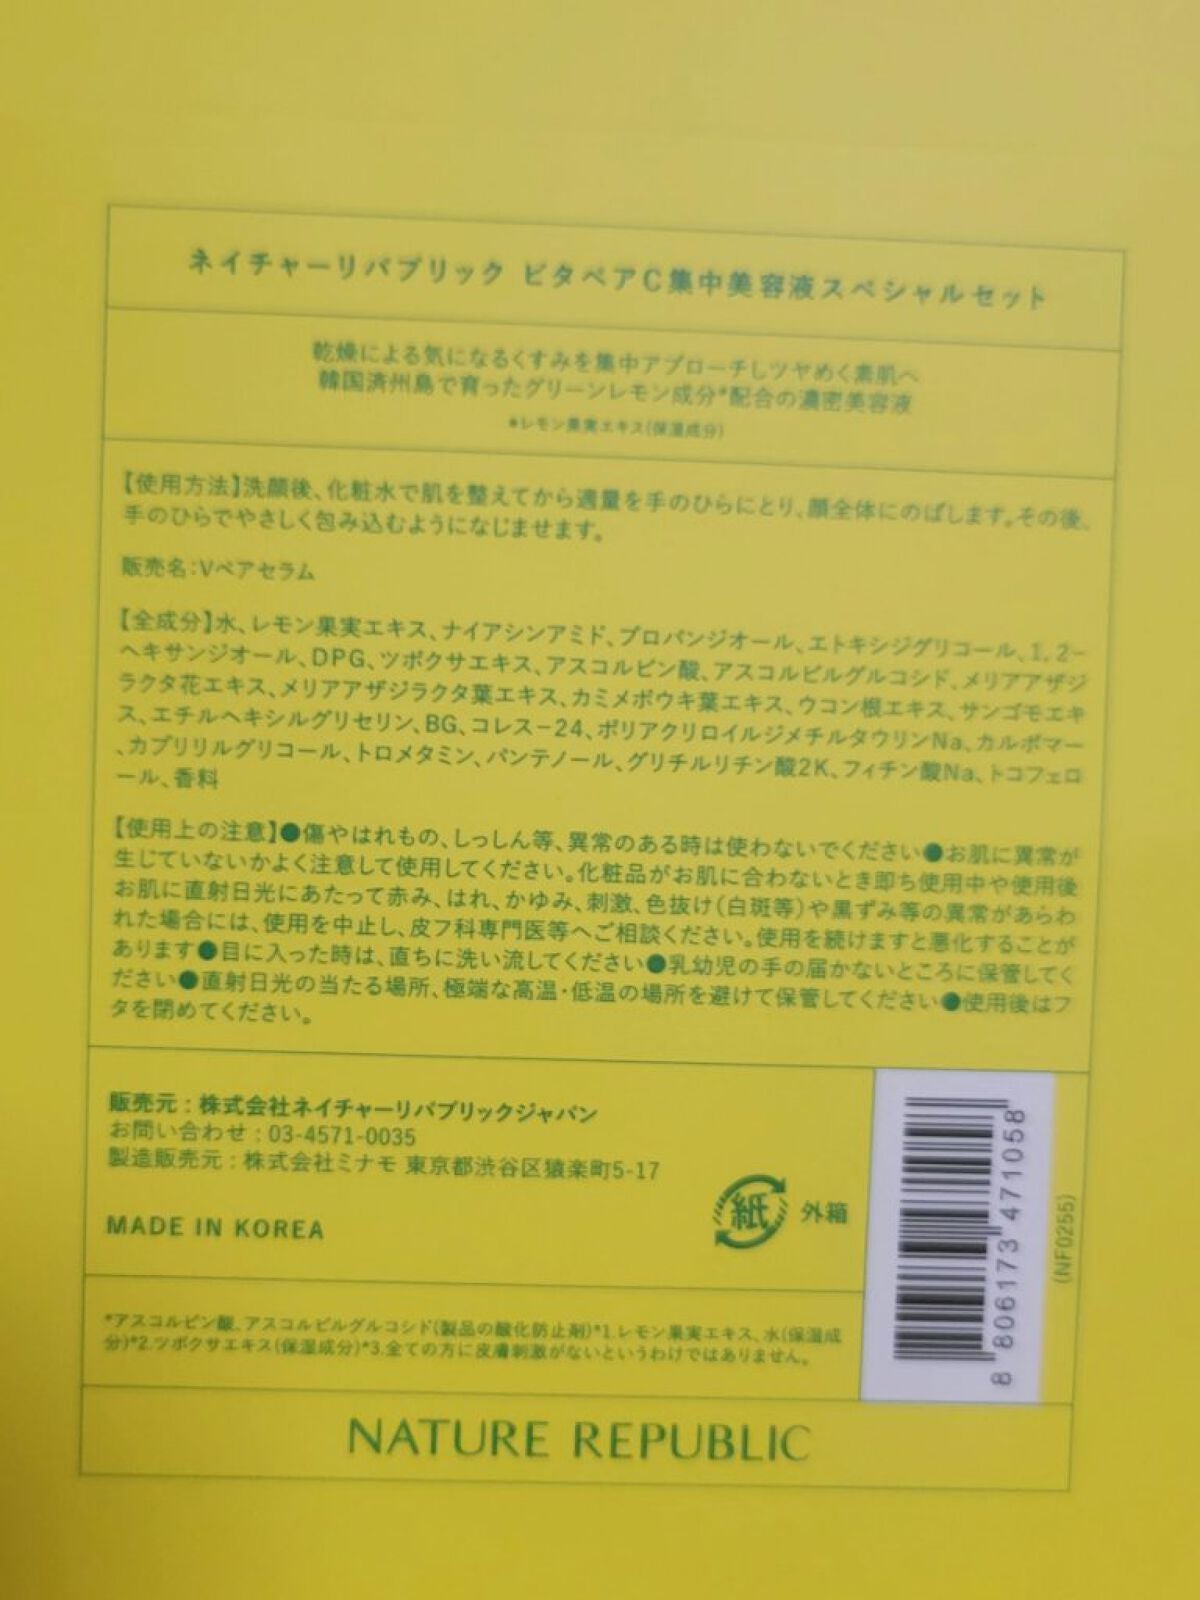 ネイチャーリパブリック ビタペアC集中美容液スペシャルセット
乾燥による気になるくすみを集中アプローチしツヤめく素肌へ
韓国済州島で育ったグリーンレモン成分*配合の濃密美容液
*レモン果実エキス(保湿成分)
【使用方法】洗顔後、化粧水で肌を整えてから適量を手のひらにとり、顔全体にのばします。その後、
手のひらでやさしく包み込むようになじませます。
販売名:Vペアセラム
【全成分】水、レモン果実エキス、ナイアシンアミド、プロパンジオール、エトキシジグリコール、1,2-
ヘキサンジオール、DPG、ツボクサエキス、アスコルビン酸、アスコルビルグルコシド、メリアアザジ
ラクタ花エキス、メリアアザジラクタ葉エキス、カミメボウキ葉エキス、ウコン根エキス、サンゴモエキ
ス、エチルヘキシルグリセリン、BG、コレス-24、ポリアクリロイルジメチルタウリンNa、カルボマー
、カプリリルグリコール、トロメタミン、パンテノール、グリチルリチン酸2K、フィチン酸Na、トコフェロ
ール、香料
【使用上の注意】●傷やはれもの、しっしん等、異常のある時は使わないでください●お肌に異常が
生じていないかよく注意して使用してください。化粧品がお肌に合わないとき即ち使用中や使用後
お肌に直射日光にあたって赤み、はれ、かゆみ、刺激、色抜け(白斑等)や黒ずみ等の異常があらわ
れた場合には、使用を中止し、皮フ科専門医等へご相談ください。使用を続けますと悪化することが
あります●目に入った時は、直ちに洗い流してください●乳幼児の手の届かないところに保管してく
ださい●直射日光の当たる場所、極端な高温・低温の場所を避けて保管してください●使用後はフ
タを閉めてください。
販売元:株式会社ネイチャーリパブリックジャパン
お問い合わせ:03-4571-0035
製造販売元:株式会社ミナモ 東京都渋谷区猿楽町5-17
MADE IN KOREA
紙 外箱
8 806173 471058
(NF0255)
*アスコルビン酸、アスコルビルグルコシド(製品の酸化防止剤)*1.レモン果実エキス、水(保湿成
分)*2.ツボクサエキス(保湿成分)*3.全ての方に皮膚刺激がないというわけではありません。
NATURE REPUBLIC